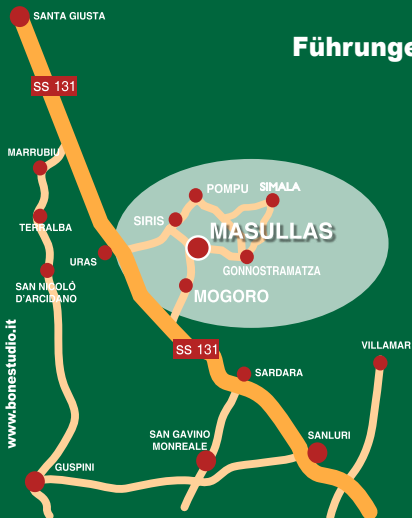 SANTA GIUSTA
Führunge
SS 131
MARRUBIU
POMPU
SIMALA
SIRIS
TERRALBA
MASULLAS
URAS
GONNOSTRAMATZA
SAN NICOLÓ
D'ARCIDANO
MOGORO
www.bonestudio.it
SS 131
VILLAMAR
SARDARA
SAN GAVINO
MONREALE
SANLURI
GUSPINI